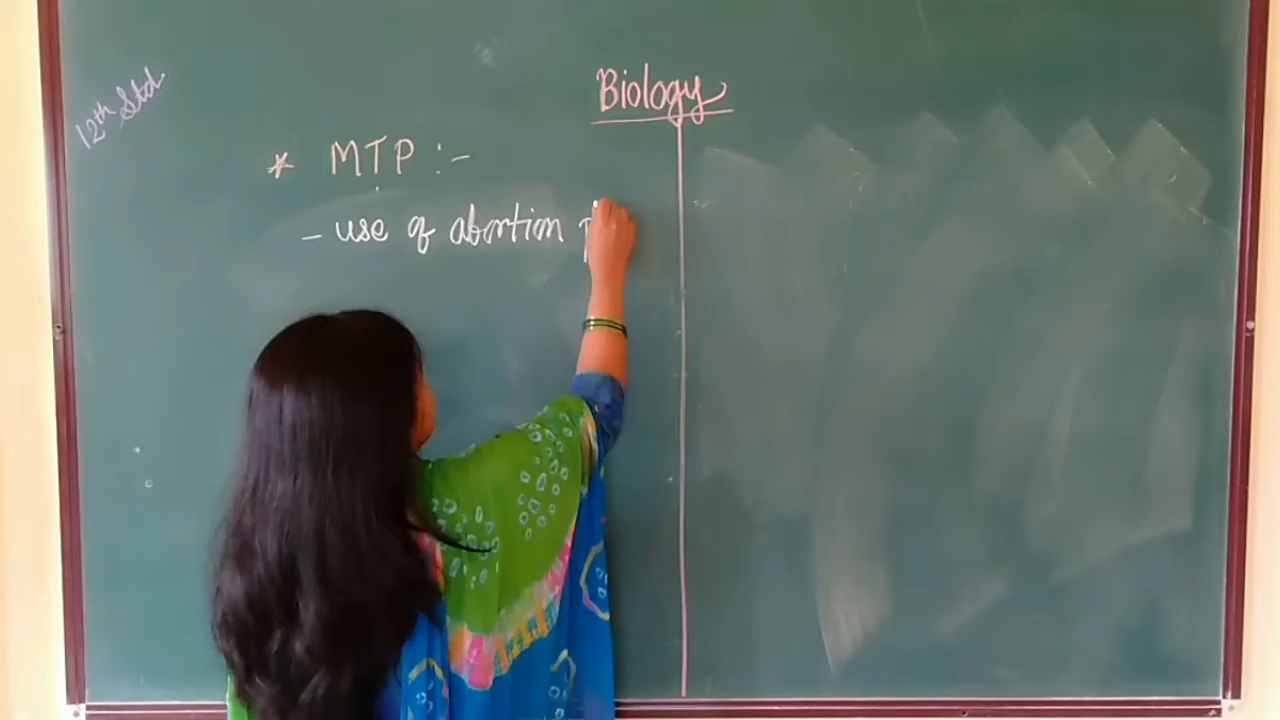 Biology
12th Std.
* MTP :-
- use of abortion